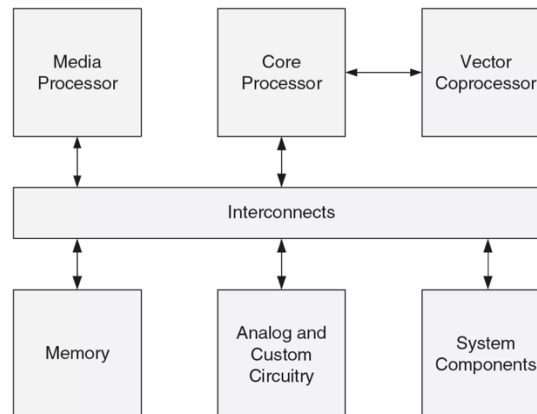 Media
Processor
Core
Processor
Vector
Coprocessor
Interconnects
Memory
Analog and
Custom
Circuitry
System
Components